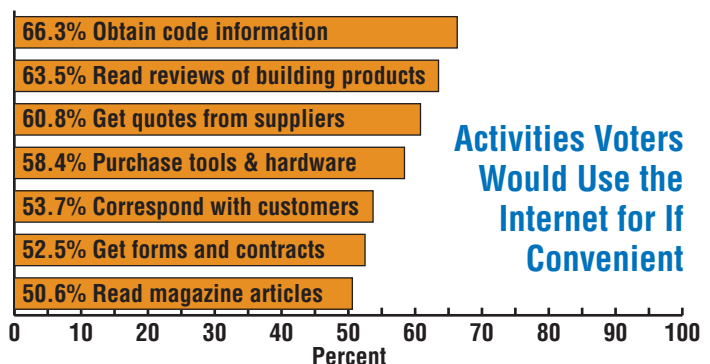 66.3% Obtain code information
63.5% Read reviews of building products
60.8% Get quotes from suppliers
58.4% Purchase tools & hardware
53.7% Correspond with customers
52.5% Get forms and contracts
50.6% Read magazine articles
Activities Voters
Would Use the
Internet for If
Convenient
0 10 20 30 40 50 60 70 80 90 100
Percent